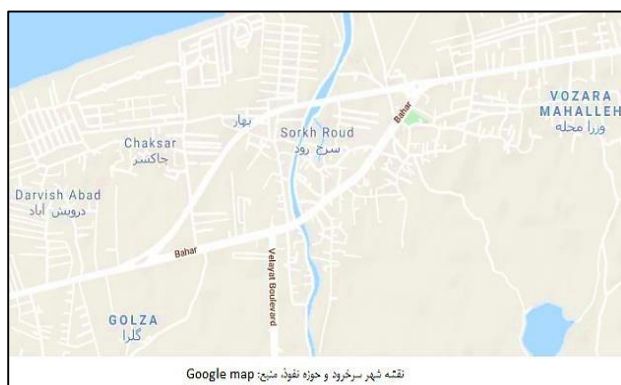 Bahar
VOZARA
MAHALLEH
وزرا محله
بهار
Sorkh Roud
سرخ رود
Chaksar
چاکسر
Darvish Abad
درویش آباد
Bahar
Velayat Boulevard
GOLZA
گلزا
نقشه شهر سرخرود و حوزه نفوذ، منبع: Google map